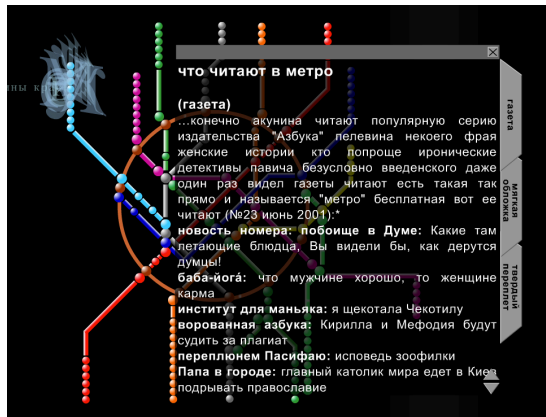 ины кр
что читают в метро
(газета)
...конечно акунина читают популярную серию
издательства "Азбука" пелевина некоего фрая
женские истории кто попроще иронические
детективы павича безусловно введенского даже
один раз видел газеты читают есть такая так
прямо и называется "метро" бесплатная вот ее
читают (№23 июнь 2001):*
новость номера: побоище в Думе: Какие там
летающие блюдца, Вы видели бы, как дерутся
думцы!
баба-йогá: что мужчине хорошо, то женщине
карма
институт для маньяка: я щекотала Чекотилу
ворованная азбука: Кирилла и Мефодия будут
судить за плагиат
переплюнем Пасифаю: исповедь зоофилки
Папа в городе: главный католик мира едет в Киев
подрывать православие
газета
мягкая
обложка
твердый
переплет